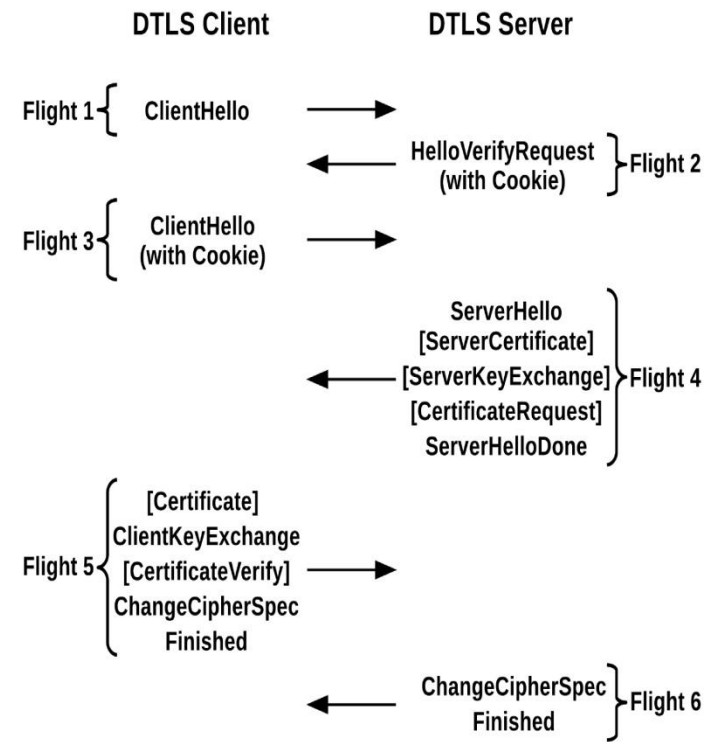 DTLS Client DTLS Server
Flight 1 ClientHello
HelloVerifyRequest
(with Cookie) Flight 2
Flight 3 ClientHello
(with Cookie)
ServerHello
[ServerCertificate]
[ServerKeyExchange] Flight 4
[CertificateRequest]
ServerHelloDone
[Certificate]
ClientKeyExchange
Flight 5 [CertificateVerify]
ChangeCipherSpec
Finished
ChangeCipherSpec
Finished Flight 6